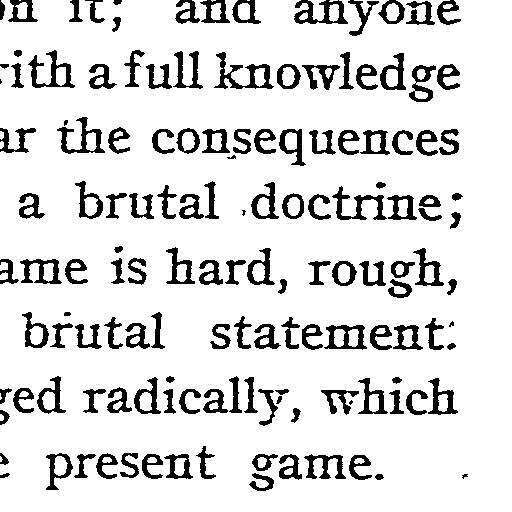 on it; and anyone
with a full knowledge
ar the consequences
a brutal doctrine;
ame is hard, rough,
brutal statement:
ged radically, which
e present game.